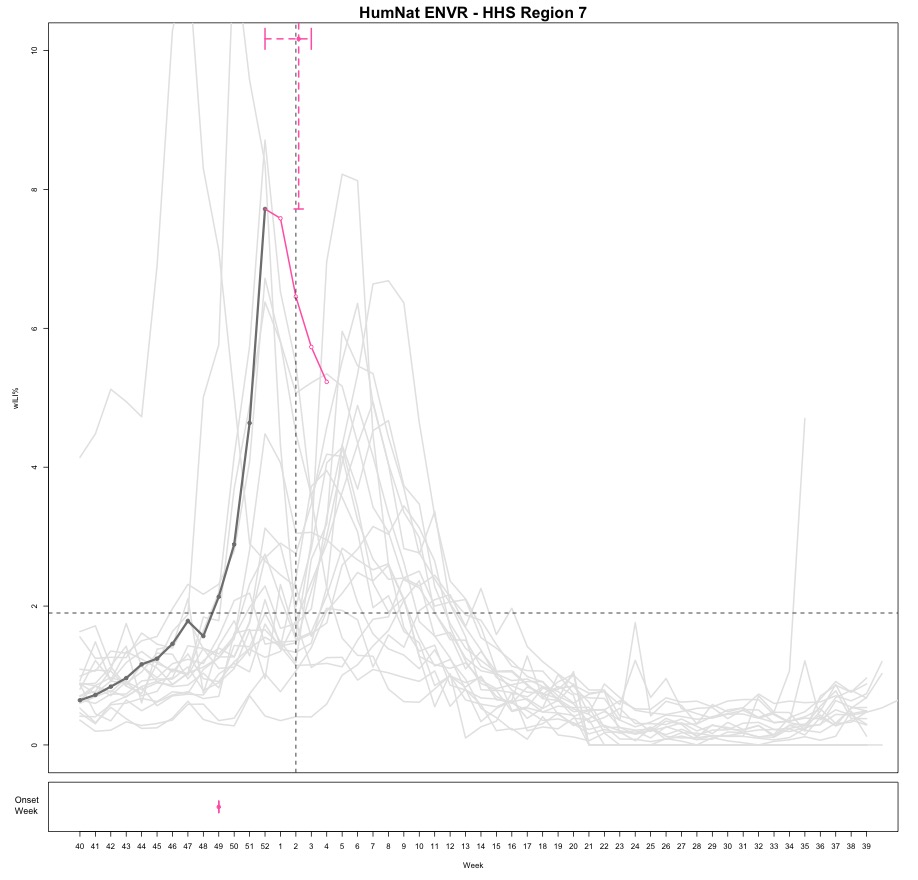 HumNat ENVR - HHS Region 7
10
8
6
4
2
0
wILI%
Onset
Week
40 41 42 43 44 45 46 47 48 49 50 51 52 1 2 3 4 5 6 7 8 9 10 11 12 13 14 15 16 17 18 19 20 21 22 23 24 25 26 27 28 29 30 31 32 33 34 35 36 37 38 39
Week